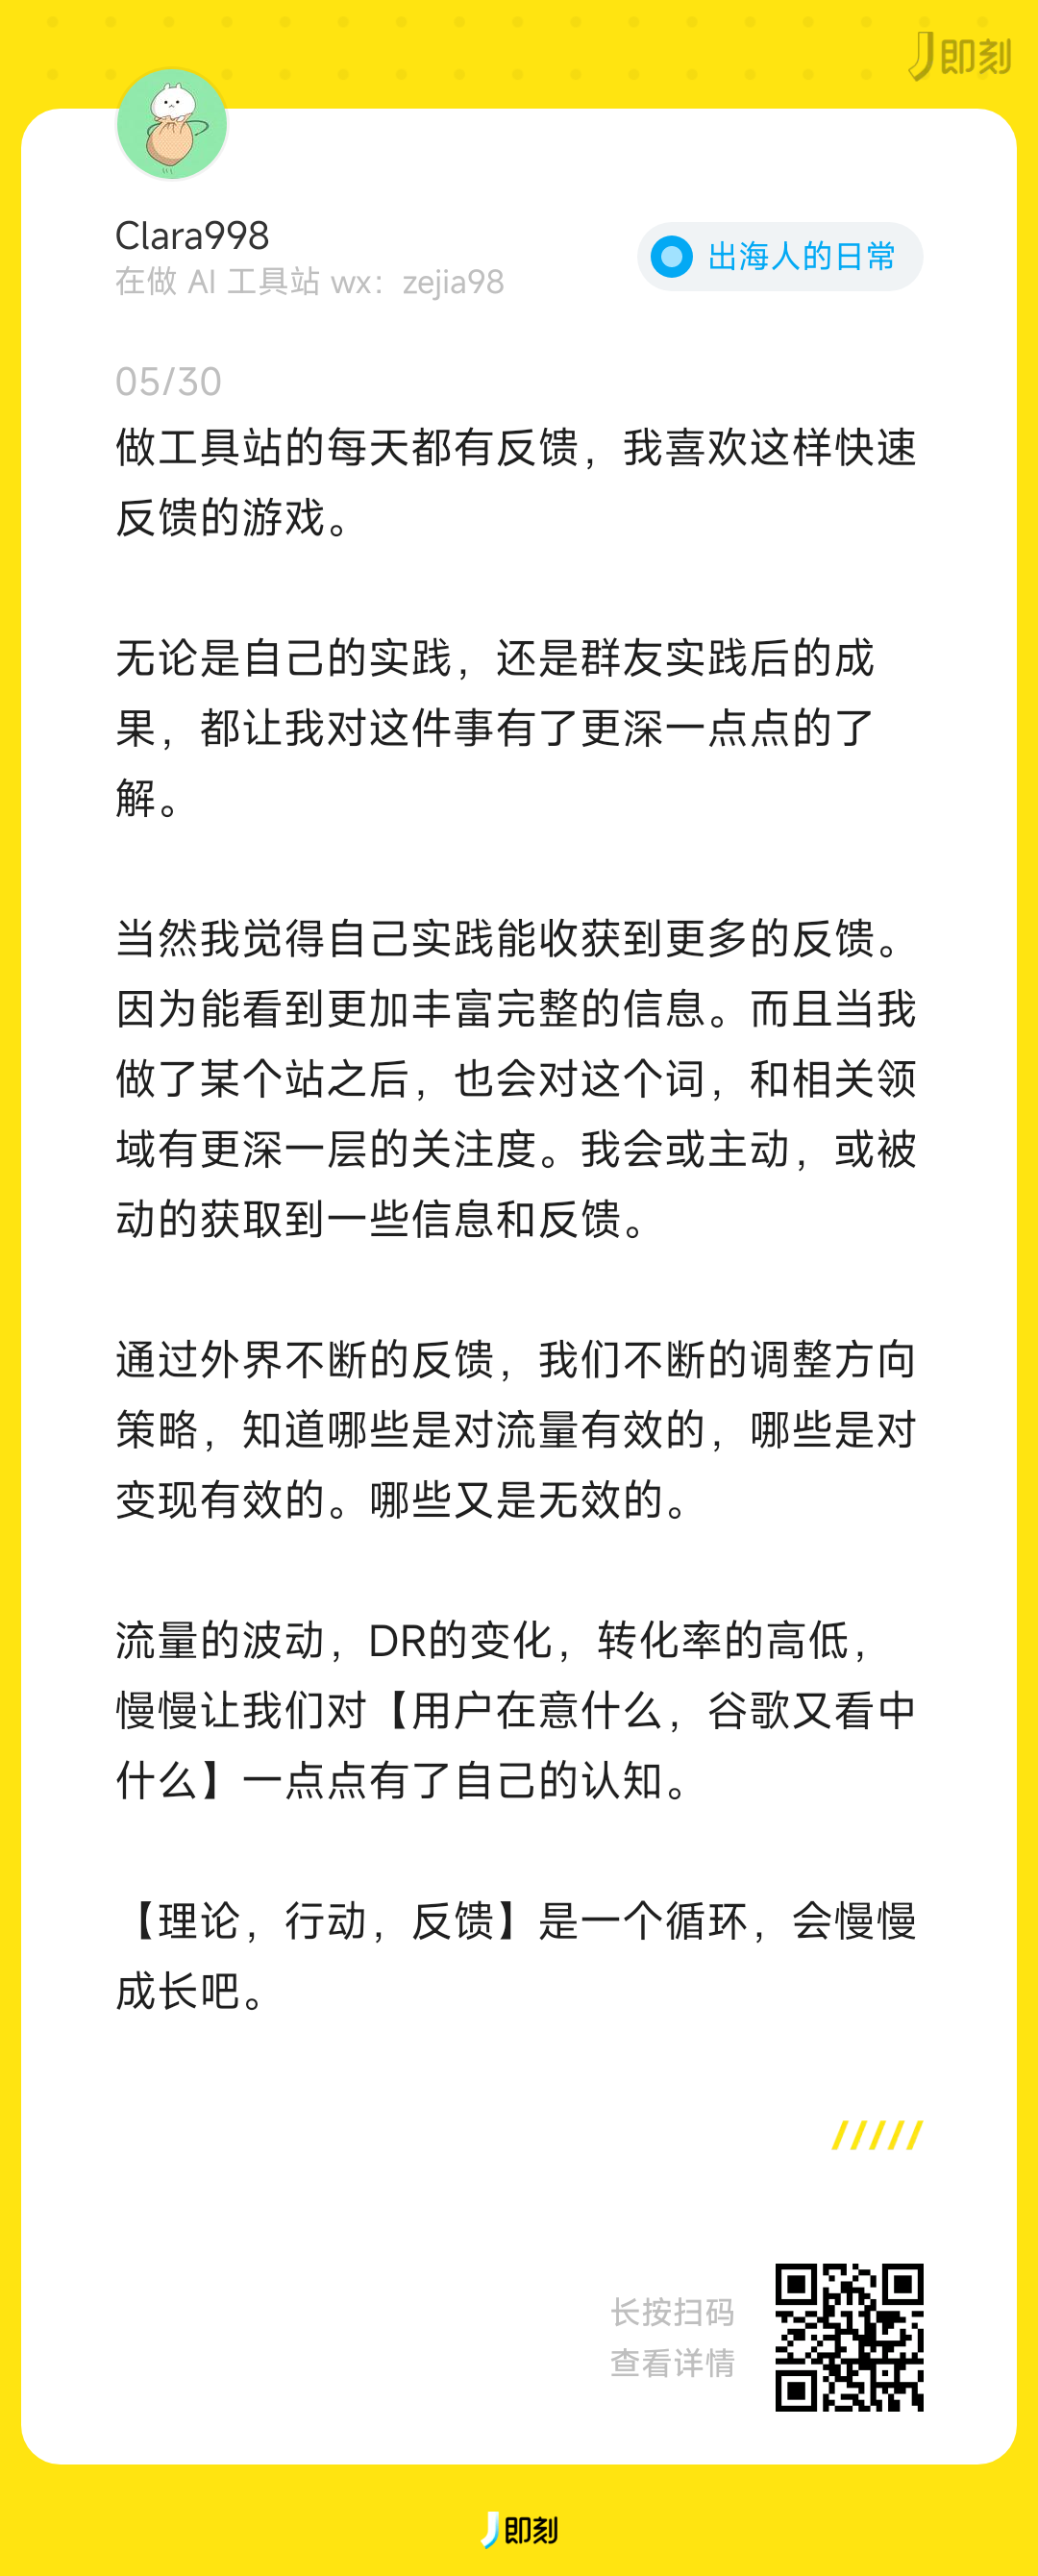 即刻
Clara998
出海人的日常
在做 AI 工具站 wx：zejia98
05/30
做工具站的每天都有反馈，我喜欢这样快速
反馈的游戏。
无论是自己的实践，还是群友实践后的成
果，都让我对这件事有了更深一点点的了
解。
当然我觉得自己实践能收获到更多的反馈。
因为能看到更加丰富完整的信息。而且当我
做了某个站之后，也会对这个词，和相关领
域有更深一层的关注度。我会或主动，或被
动的获取到一些信息和反馈。
通过外界不断的反馈，我们不断的调整方向
策略，知道哪些是对流量有效的，哪些是对
变现有效的。哪些又是无效的。
流量的波动，DR的变化，转化率的高低，
慢慢让我们对【用户在意什么，谷歌又看中
什么】一点点有了自己的认知。
【理论，行动，反馈】是一个循环，会慢慢
成长吧。
长按扫码
查看详情
即刻